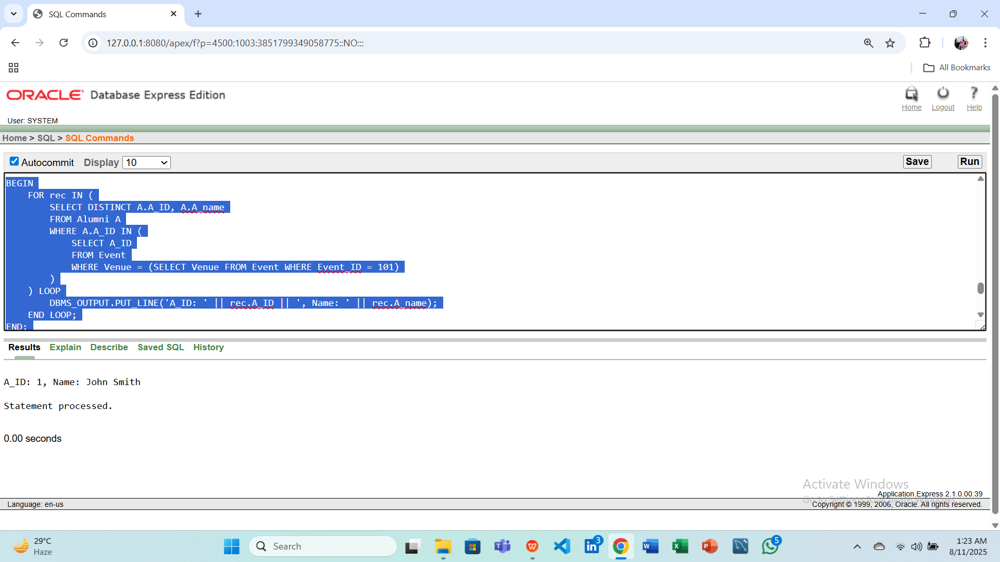 SQL Commands
127.0.0.1:8080/apex/f?p=4500:1003:3851799349058775::NO:::
All Bookmarks
ORACLE Database Express Edition
Home Logout Help
User: SYSTEM
Home > SQL > SQL Commands
Autocommit Display 10 Save Run
BEGIN
FOR rec IN (
SELECT DISTINCT A.A_ID, A.A_name
FROM Alumni A
WHERE A.A_ID IN (
SELECT A_ID
FROM Event
WHERE Venue = (SELECT Venue FROM Event WHERE Event_ID = 101)
)
) LOOP
DBMS_OUTPUT.PUT_LINE('A_ID: ' || rec.A_ID || ', Name: ' || rec.A_name);
END LOOP;
END;
Results Explain Describe Saved SQL History
A_ID: 1, Name: John Smith
Statement processed.
0.00 seconds
Activate Windows
Go to Settings to activate Windows.
Application Express 2.1.0.00.39
Language: en-us
Copyright © 1999, 2006, Oracle. All rights reserved.
29°C
Haze
Search
3
5
1:23 AM
8/11/2025